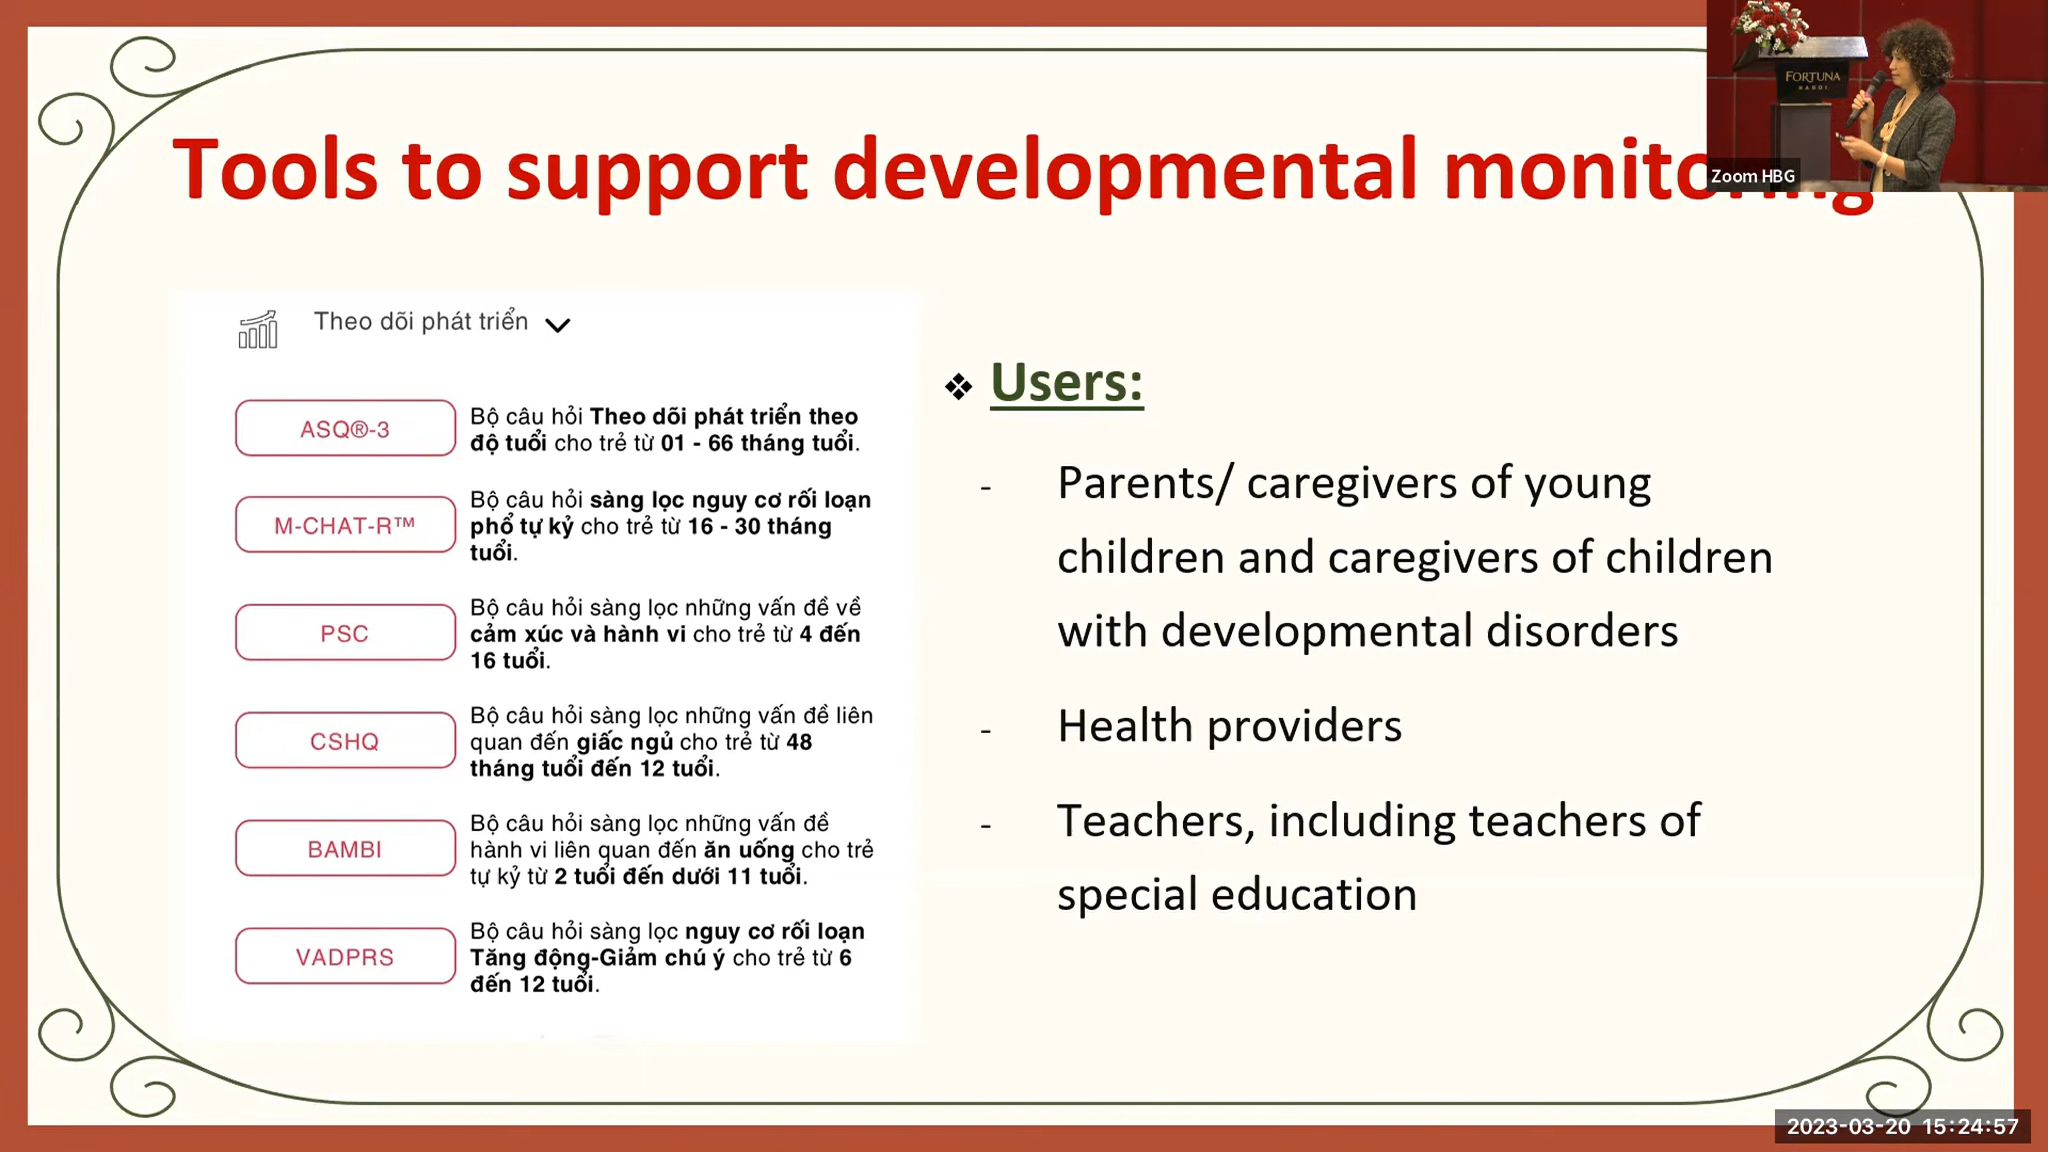 Tools to support developmental monitoring
FORTUNA
HANOI
Zoom HBG
Theo dõi phát triển
ASQ®-3
Bộ câu hỏi Theo dõi phát triển theo
độ tuổi cho trẻ từ 01 - 66 tháng tuổi.
M-CHAT-R™
Bộ câu hỏi sàng lọc nguy cơ rối loạn
phổ tự kỷ cho trẻ từ 16 - 30 tháng
tuổi.
PSC
Bộ câu hỏi sàng lọc những vấn đề về
cảm xúc và hành vi cho trẻ từ 4 đến
16 tuổi.
CSHQ
Bộ câu hỏi sàng lọc những vấn đề liên
quan đến giấc ngủ cho trẻ từ 48
tháng tuổi đến 12 tuổi.
BAMBI
Bộ câu hỏi sàng lọc những vấn đề
hành vi liên quan đến ăn uống cho trẻ
tự kỷ từ 2 tuổi đến dưới 11 tuổi.
VADPRS
Bộ câu hỏi sàng lọc nguy cơ rối loạn
Tăng động-Giảm chú ý cho trẻ từ 6
đến 12 tuổi.
❖ Users:
- Parents/ caregivers of young
children and caregivers of children
with developmental disorders
- Health providers
- Teachers, including teachers of
special education
2023-03-20 15:24:57